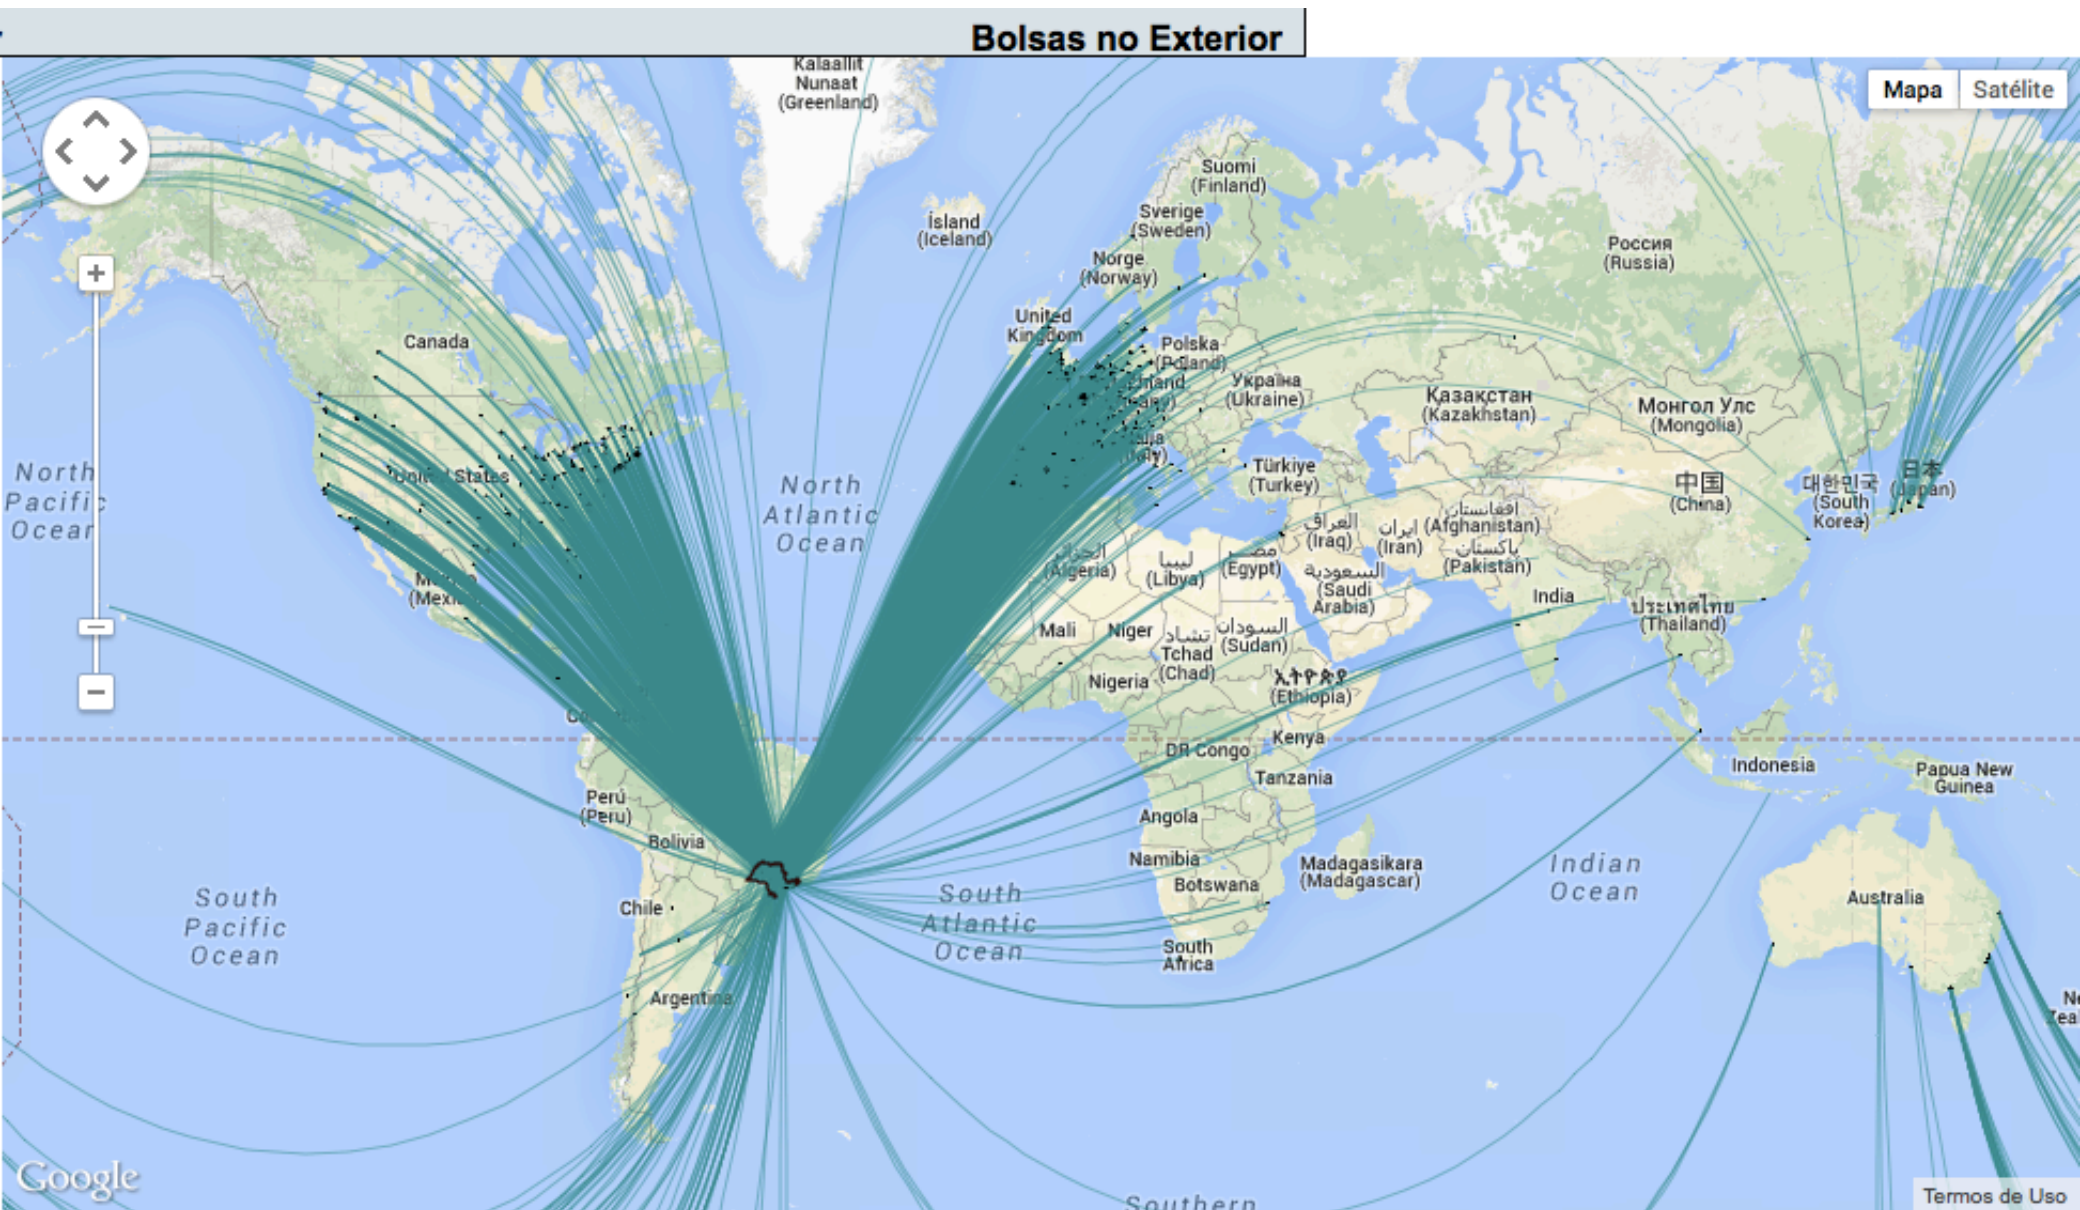 Bolsas no Exterior
Mapa
Satélite
Kalaallit
Nunaat
(Greenland)
Suomi
(Finland)
Ísland
(Iceland)
Sverige
(Sweden)
Norge
(Norway)
Россия
(Russia)
United
Kingdom
Canada
Polska
(Poland)
Україна
(Ukraine)
Қазақстан
(Kazakhstan)
Монгол Улс
(Mongolia)
North
Pacific
Ocean
United States
North
Atlantic
Ocean
Türkiye
(Turkey)
中国
(China)
대한민국
(South
Korea)
日本
(Japan)
العراق
(Iraq)
ایران
(Iran)
افغانستان
(Afghanistan)
پاکستان
(Pakistan)
الجزائر
(Algeria)
ليبيا
(Libya)
مصر
(Egypt)
السعودية
(Saudi
Arabia)
India
ประเทศไทย
(Thailand)
Mali
Niger
تشاد
Tchad
(Chad)
السودان
(Sudan)
Nigeria
ኢትዮጵያ
(Ethiopia)
DR Congo
Kenya
Tanzania
Indonesia
Papua New
Guinea
Perú
(Peru)
Bolivia
Angola
Namibia
Botswana
Madagasikara
(Madagascar)
Indian
Ocean
Australia
South
Pacific
Ocean
Chile
South
Atlantic
Ocean
South
Africa
Argentina
Google
Southern
Termos de Uso